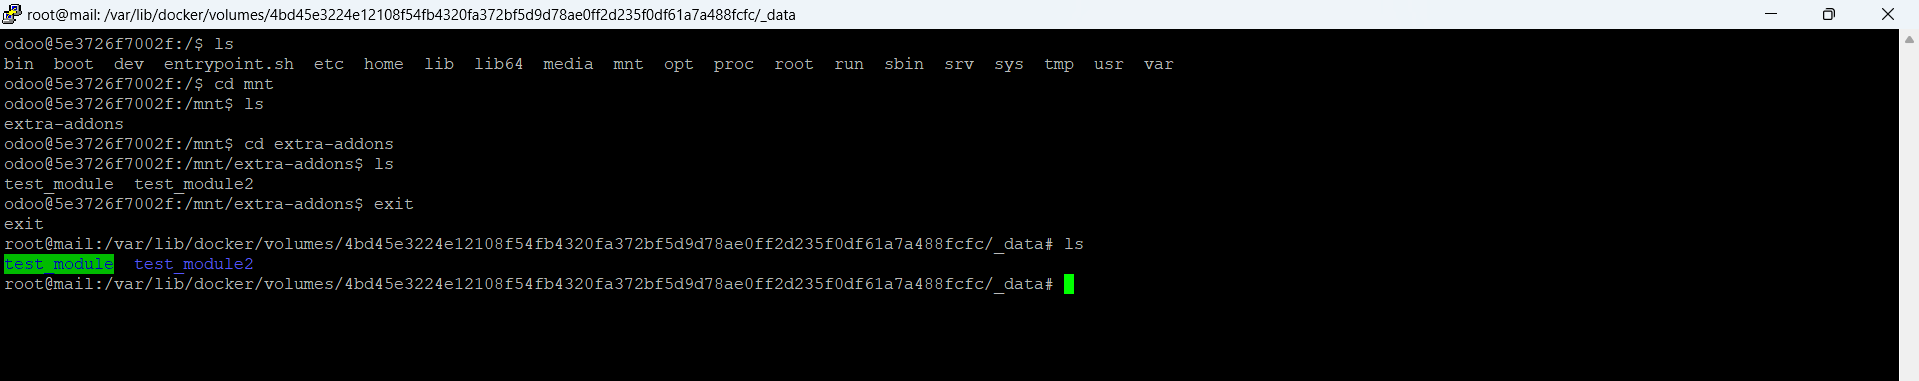 root@mail: /var/lib/docker/volumes/4bd45e3224e12108f54fb4320fa372bf5d9d78ae0ff2d235f0df61a7a488fcfc/_data
odoo@5e3726f7002f:/$ ls
bin  boot  dev  entrypoint.sh  etc  home  lib  lib64  media  mnt  opt  proc  root  run  sbin  srv  sys  tmp  usr  var
odoo@5e3726f7002f:/$ cd mnt
odoo@5e3726f7002f:/mnt$ ls
extra-addons
odoo@5e3726f7002f:/mnt$ cd extra-addons
odoo@5e3726f7002f:/mnt/extra-addons$ ls
test_module  test_module2
odoo@5e3726f7002f:/mnt/extra-addons$ exit
exit
root@mail:/var/lib/docker/volumes/4bd45e3224e12108f54fb4320fa372bf5d9d78ae0ff2d235f0df61a7a488fcfc/_data# ls
test_module  test_module2
root@mail:/var/lib/docker/volumes/4bd45e3224e12108f54fb4320fa372bf5d9d78ae0ff2d235f0df61a7a488fcfc/_data#